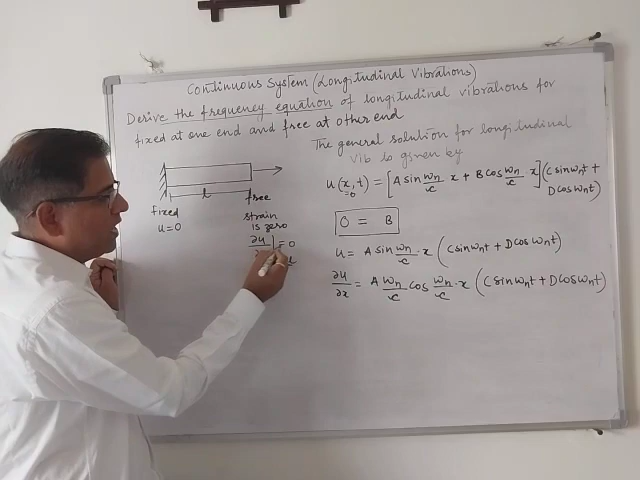 Continuous System (Longitudinal Vibrations)
Derive the frequency equation of longitudinal vibrations for
fixed at one end and free at other end
The general solution for longitudinal
vib is given by
u(x,t) = [A sin ωn/c x + B cos ωn/c x] (C sin ωnt +
=0
D cos ωnt)
l
free
fixed
u=0
strain
is zero
∂u
= 0
0 = B
u = A sin ωn/c · x (C sin ωnt + D cos ωnt)
∂u/∂x = A ωn/c cos ωn/c · x (C sin ωnt + D cos ωnt)